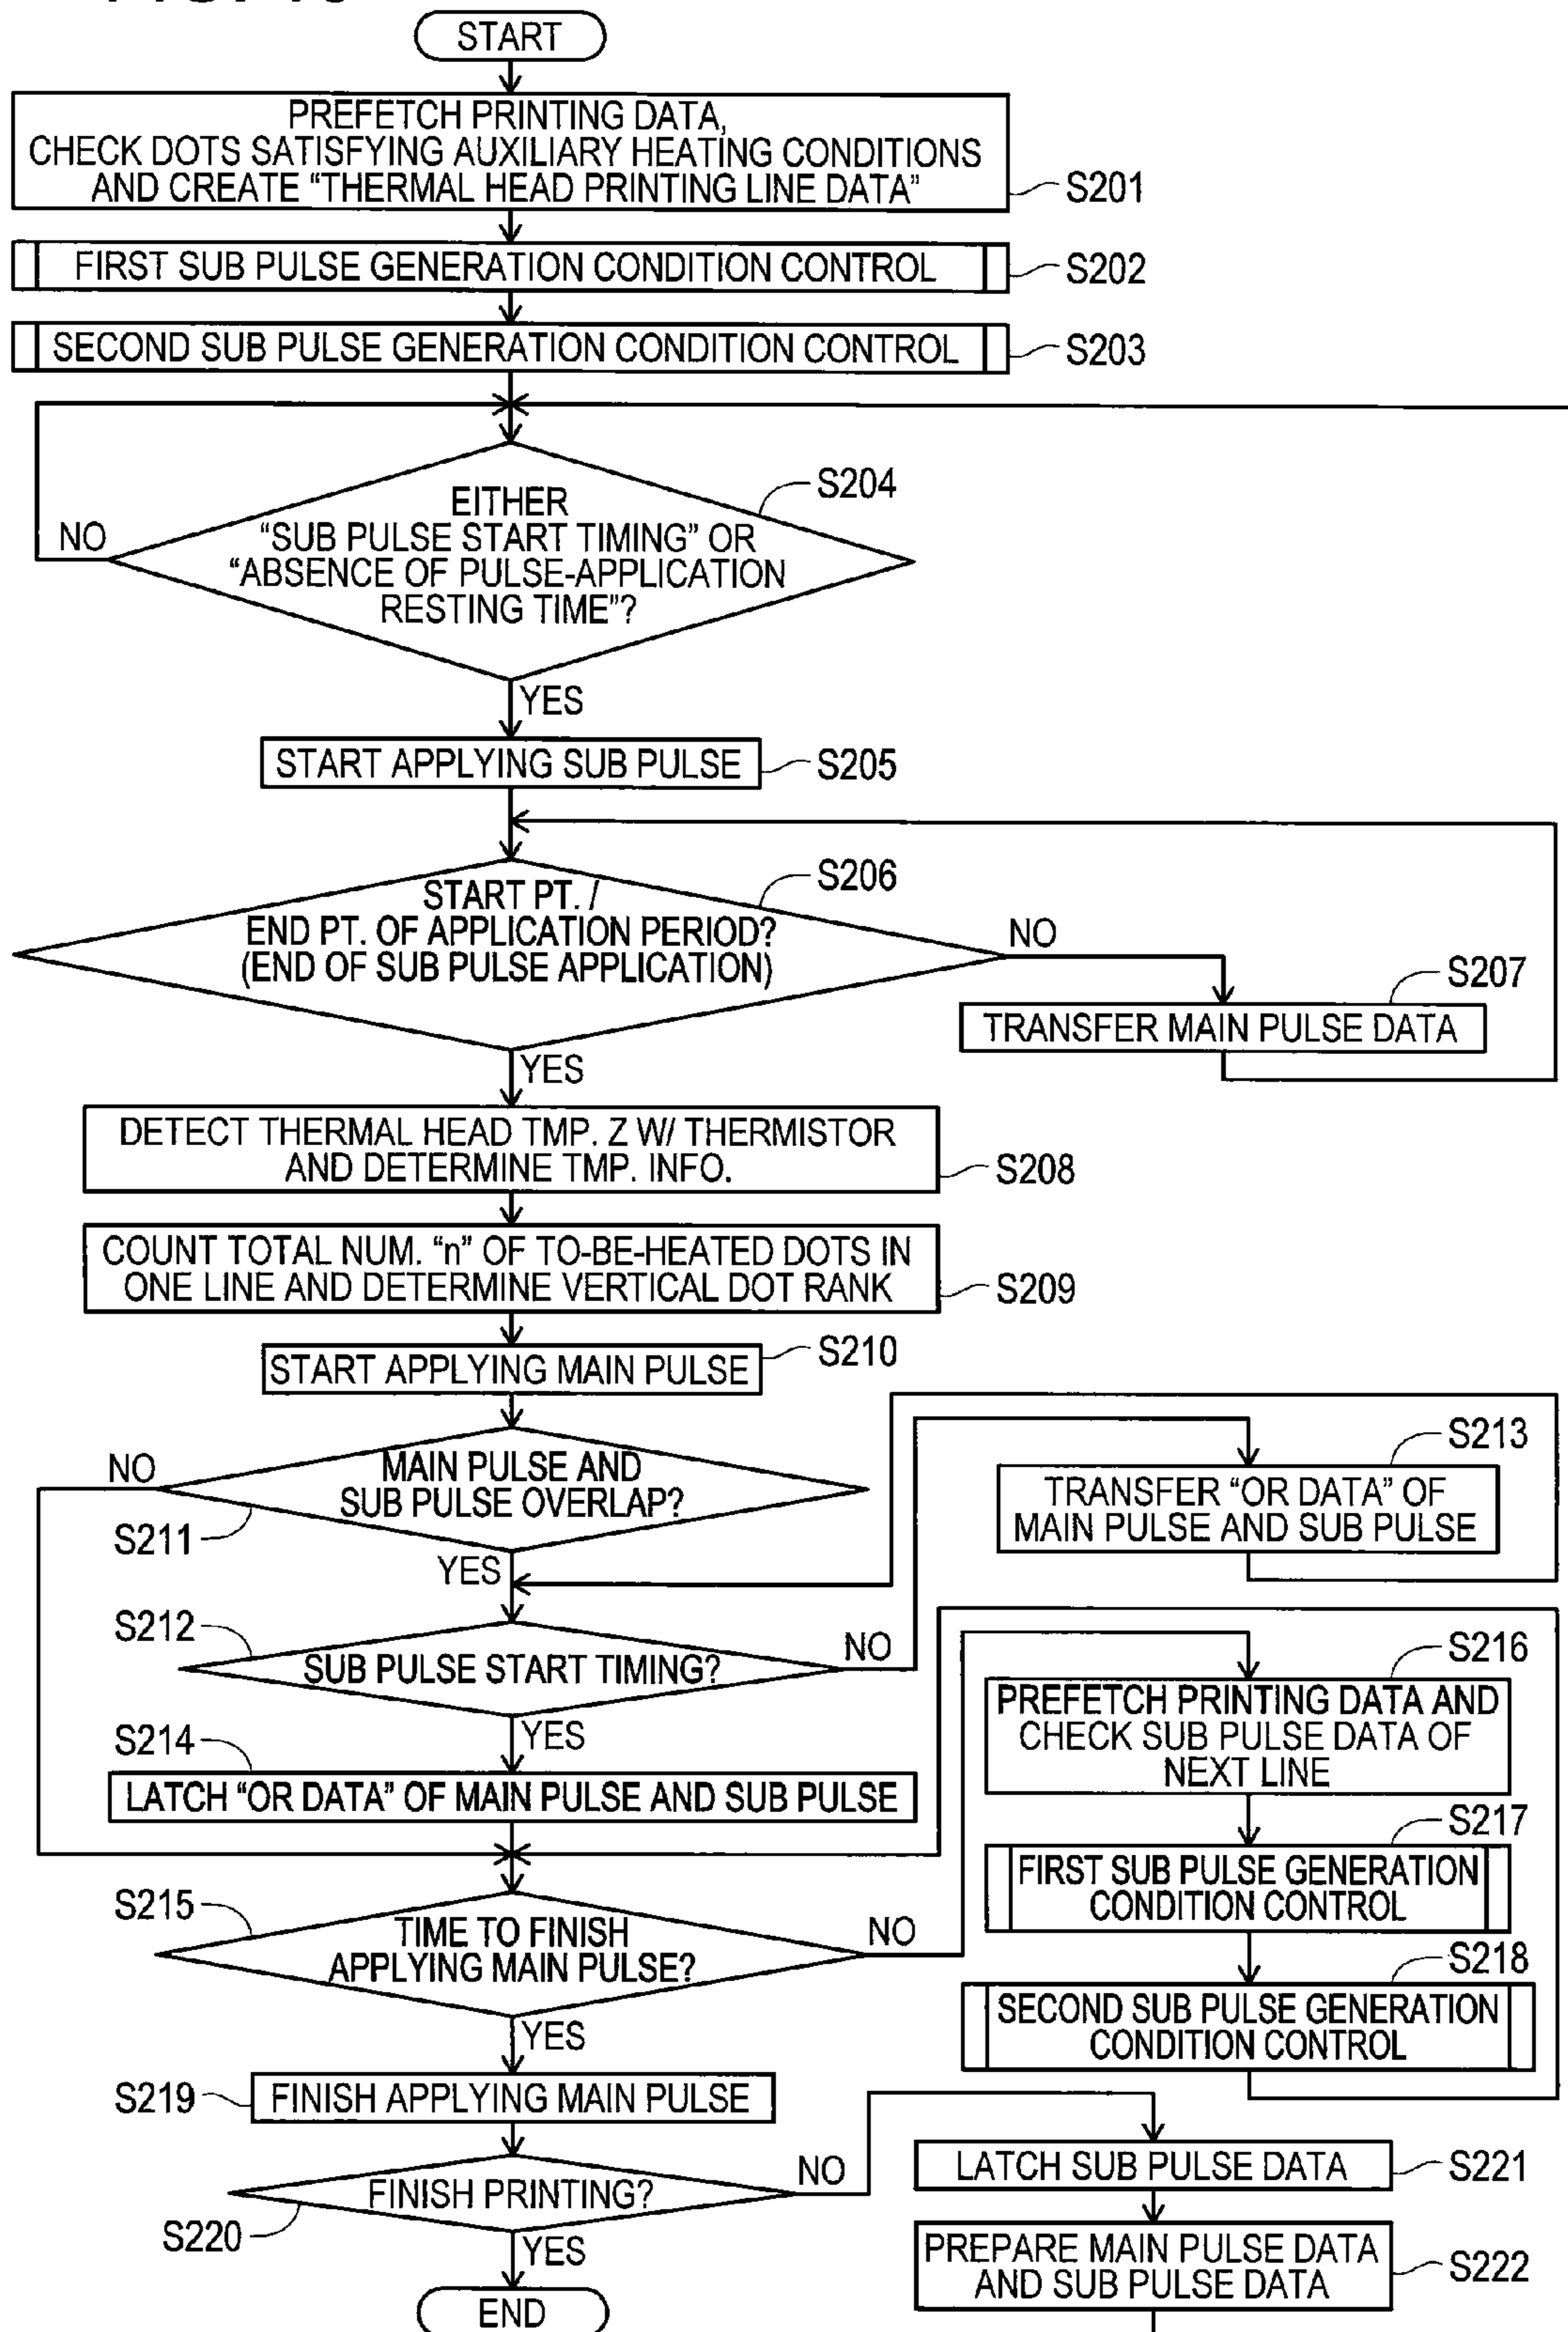 START
PREFETCH PRINTING DATA,
CHECK DOTS SATISFYING AUXILIARY HEATING CONDITIONS
AND CREATE “THERMAL HEAD PRINTING LINE DATA”
S201
FIRST SUB PULSE GENERATION CONDITION CONTROL
S202
SECOND SUB PULSE GENERATION CONDITION CONTROL
S203
S204
EITHER
“SUB PULSE START TIMING” OR
“ABSENCE OF PULSE-APPLICATION
RESTING TIME”?
NO
YES
START APPLYING SUB PULSE
S205
S206
START PT. /
END PT. OF APPLICATION PERIOD?
(END OF SUB PULSE APPLICATION)
NO
S207
TRANSFER MAIN PULSE DATA
YES
DETECT THERMAL HEAD TMP. Z W/ THERMISTOR
AND DETERMINE TMP. INFO.
S208
COUNT TOTAL NUM. “n” OF TO-BE-HEATED DOTS IN
ONE LINE AND DETERMINE VERTICAL DOT RANK
S209
START APPLYING MAIN PULSE
S210
NO
MAIN PULSE AND
SUB PULSE OVERLAP?
S211
YES
S213
TRANSFER “OR DATA” OF
MAIN PULSE AND SUB PULSE
S212
SUB PULSE START TIMING?
NO
YES
S214
LATCH “OR DATA” OF MAIN PULSE AND SUB PULSE
S216
PREFETCH PRINTING DATA AND
CHECK SUB PULSE DATA OF
NEXT LINE
S217
FIRST SUB PULSE GENERATION
CONDITION CONTROL
S218
SECOND SUB PULSE GENERATION
CONDITION CONTROL
S215
TIME TO FINISH
APPLYING MAIN PULSE?
NO
YES
S219
FINISH APPLYING MAIN PULSE
FINISH PRINTING?
NO
S220
YES
LATCH SUB PULSE DATA
S221
PREPARE MAIN PULSE DATA
AND SUB PULSE DATA
S222
END